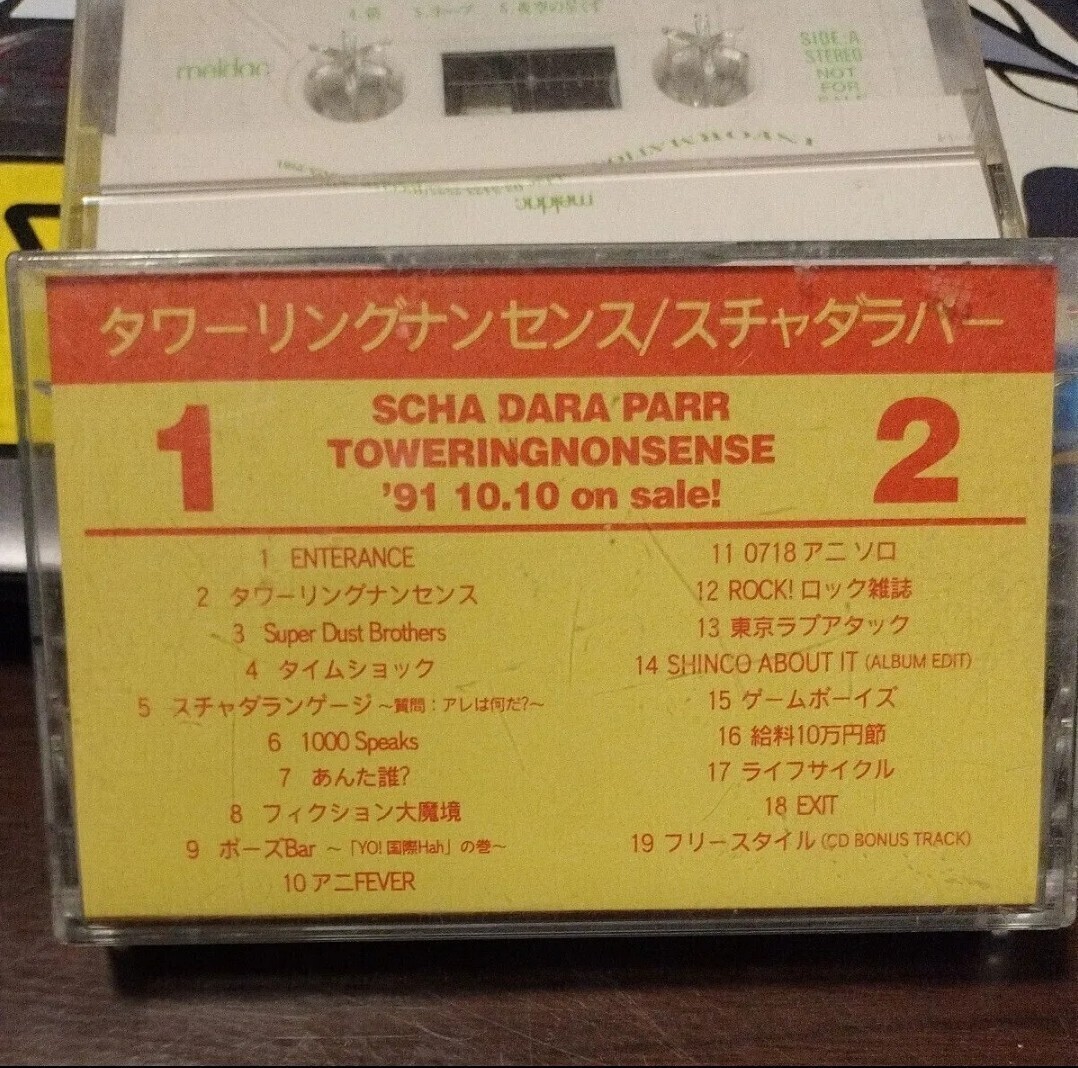 meldac
SIDE:A
STEREO
NOT
FOR
meldac
タワーリングナンセンス/スチャダラパー
1
SCHA DARA PARR
TOWERINGNONSENSE
'91 10.10 on sale!
2
1 ENTERANCE
2 タワーリングナンセンス
3 Super Dust Brothers
4 タイムショック
5 スチャダランゲージ ~質問:アレは何だ?~
6 1000 Speaks
7 あんた誰?
8 フィクション大魔境
9 ボーズBar ~「YO! 国際Hah」の巻~
10 アニFEVER
11 0718 アニ ソロ
12 ROCK! ロック雑誌
13 東京ラブアタック
14 SHINCO ABOUT IT (ALBUM EDIT)
15 ゲームボーイズ
16 給料10万円節
17 ライフサイクル
18 EXIT
19 フリースタイル (CD BONUS TRACK)